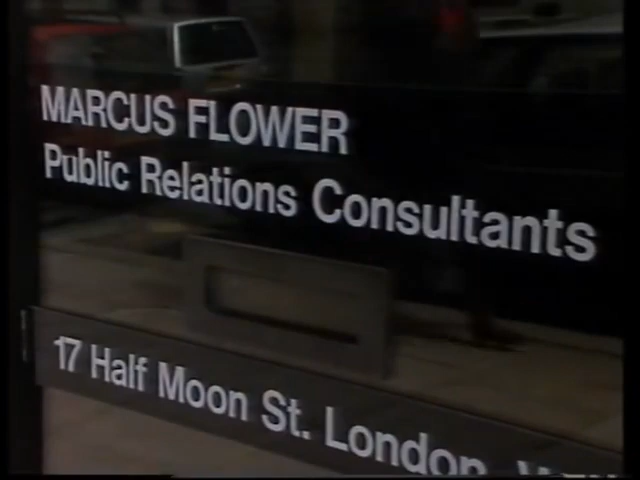 MARCUS FLOWER
Public Relations Consultants
17 Half Moon St. London